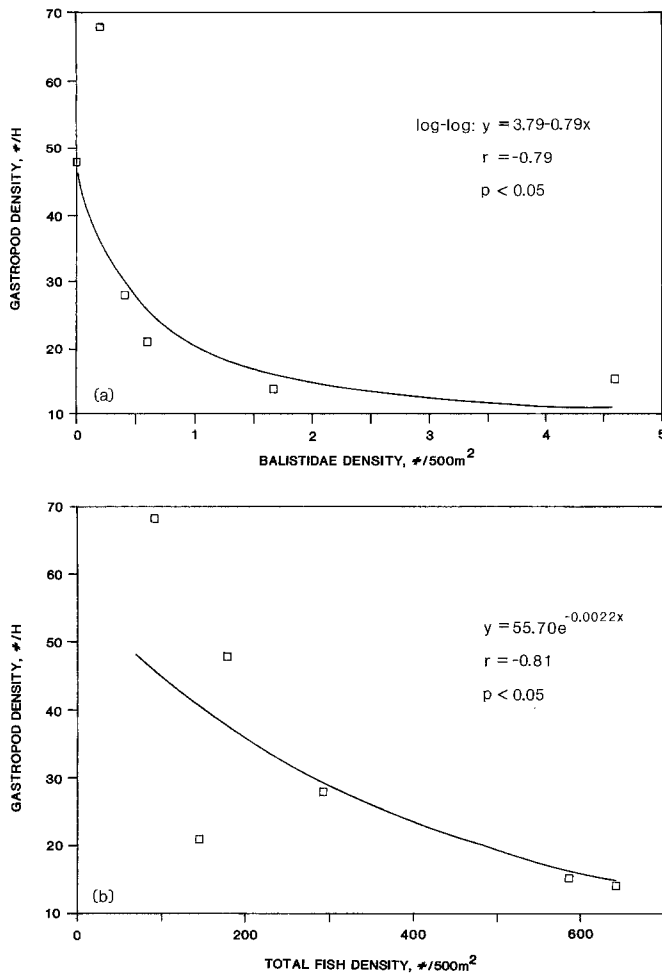 70
60
50
40
30
20
10
GASTROPOD DENSITY, #/H
log-log: y = 3.79-0.79x
r = -0.79
p < 0.05
(a)
0 1 2 3 4 5
BALISTIDAE DENSITY, #/500m²
70
60
50
40
30
20
10
GASTROPOD DENSITY, #/H
y = 55.70e^-0.0022x
r = -0.81
p < 0.05
(b)
0 200 400 600
TOTAL FISH DENSITY, #/500m²